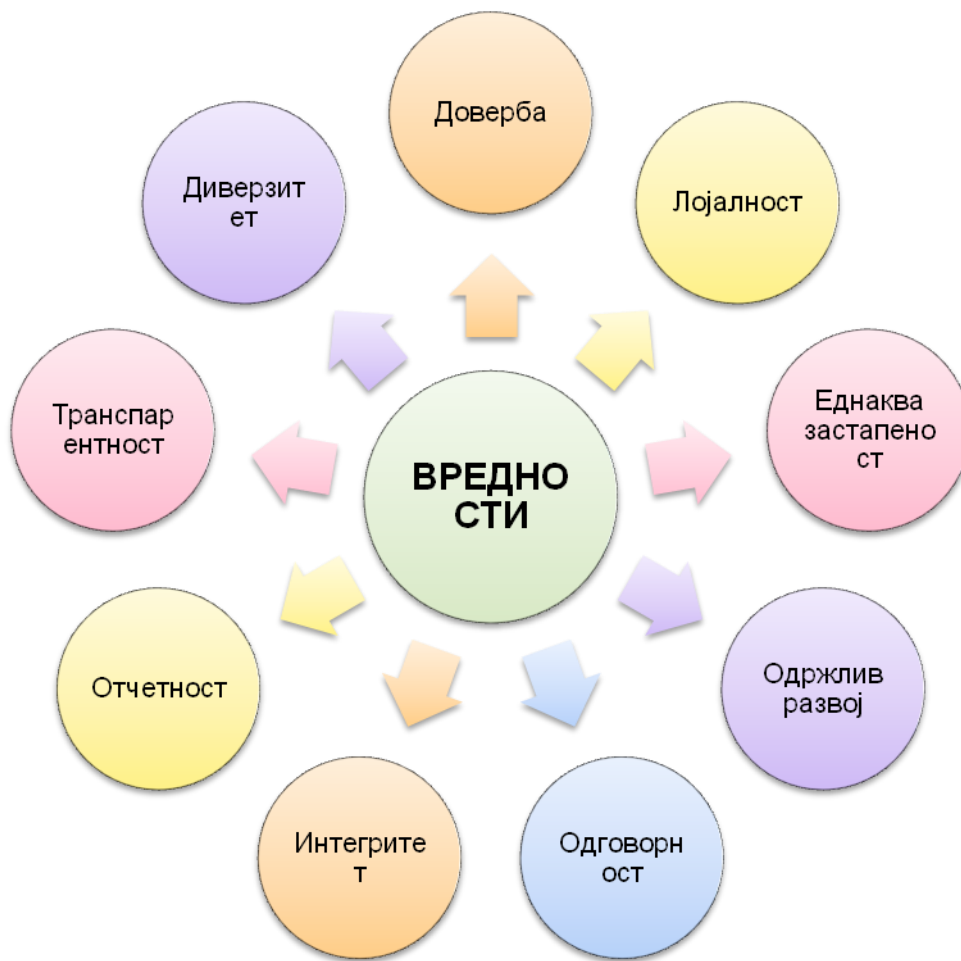 Доверба
Лојалност
Еднаква
застапено
ст
Одржлив
развој
Одговорн
ост
Интегрите
т
Отчетност
Транспар
ентност
Диверзит
ет
ВРЕДНО
СТИ